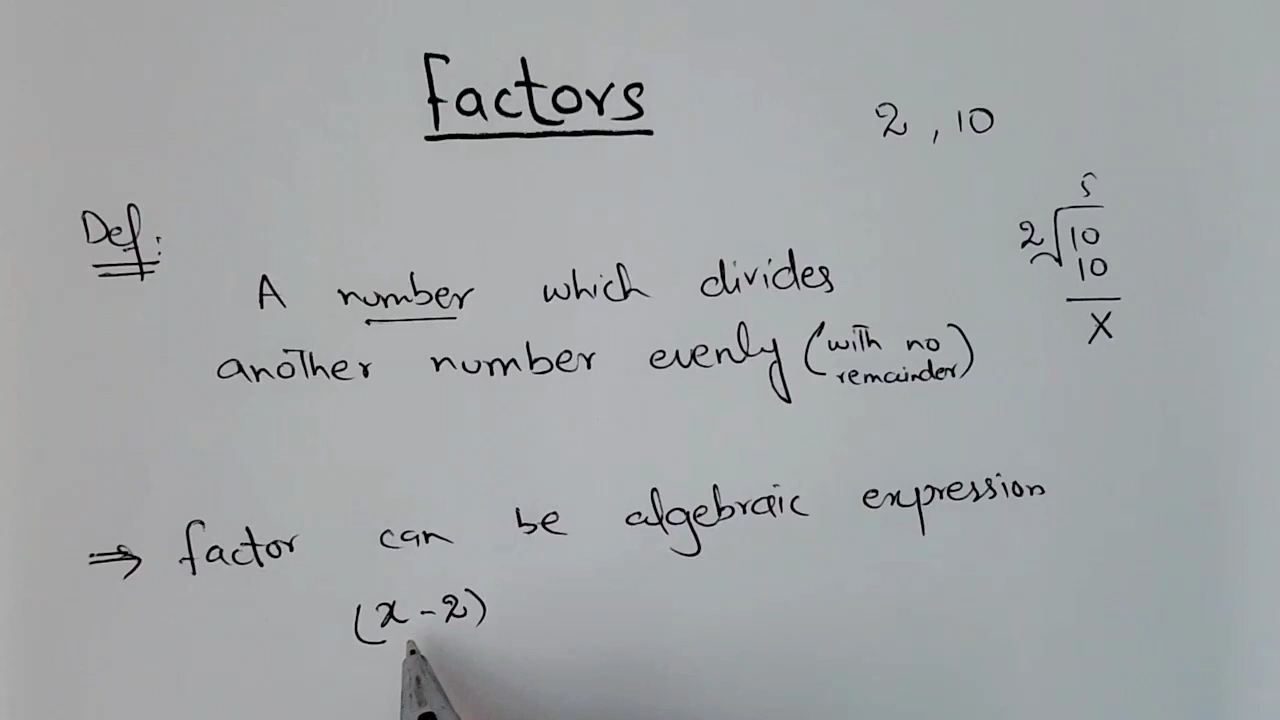 Factors
2 , 10
Def:
A number which divides
another number evenly (with no
remainder)
5
2 10
10
X
⇒ factor can be algebraic expression
(x-2)